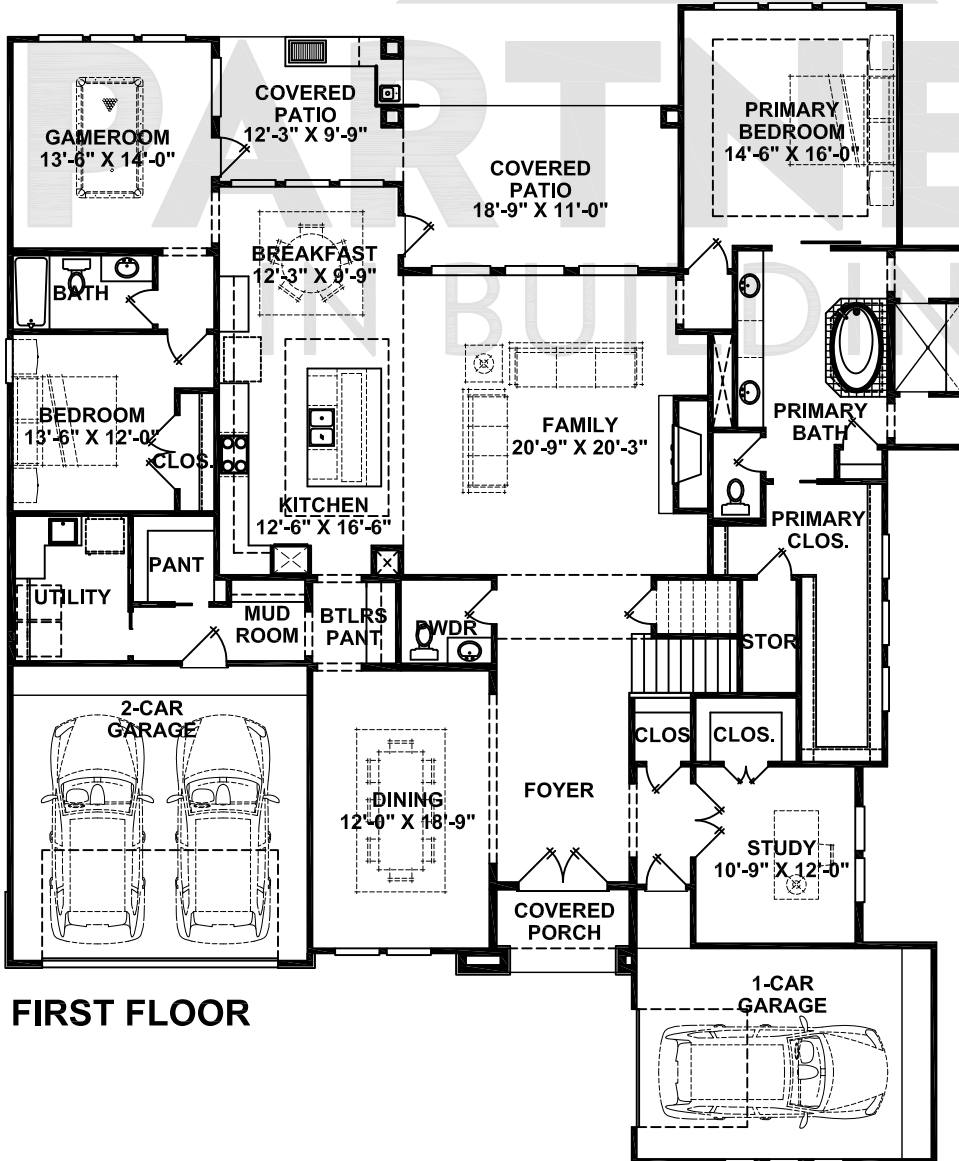 PARTNE
IN BUILDIN
GAMEROOM
13'-6" X 14'-0"
COVERED
PATIO
12'-3" X 9'-9"
COVERED
PATIO
18'-9" X 11'-0"
PRIMARY
BEDROOM
14'-6" X 16'-0"
BREAKFAST
12'-3" X 9'-9"
BATH
BEDROOM
13'-6" X 12'-0"
CLOS.
KITCHEN
12'-6" X 16'-6"
FAMILY
20'-9" X 20'-3"
PRIMARY
BATH
PRIMARY
CLOS.
PANT
UTILITY
MUD
ROOM
BTLRS
PANT
PWDR
STOR
2-CAR
GARAGE
CLOS
CLOS.
DINING
12'-0" X 18'-9"
FOYER
STUDY
10'-9" X 12'-0"
COVERED
PORCH
1-CAR
GARAGE
FIRST FLOOR